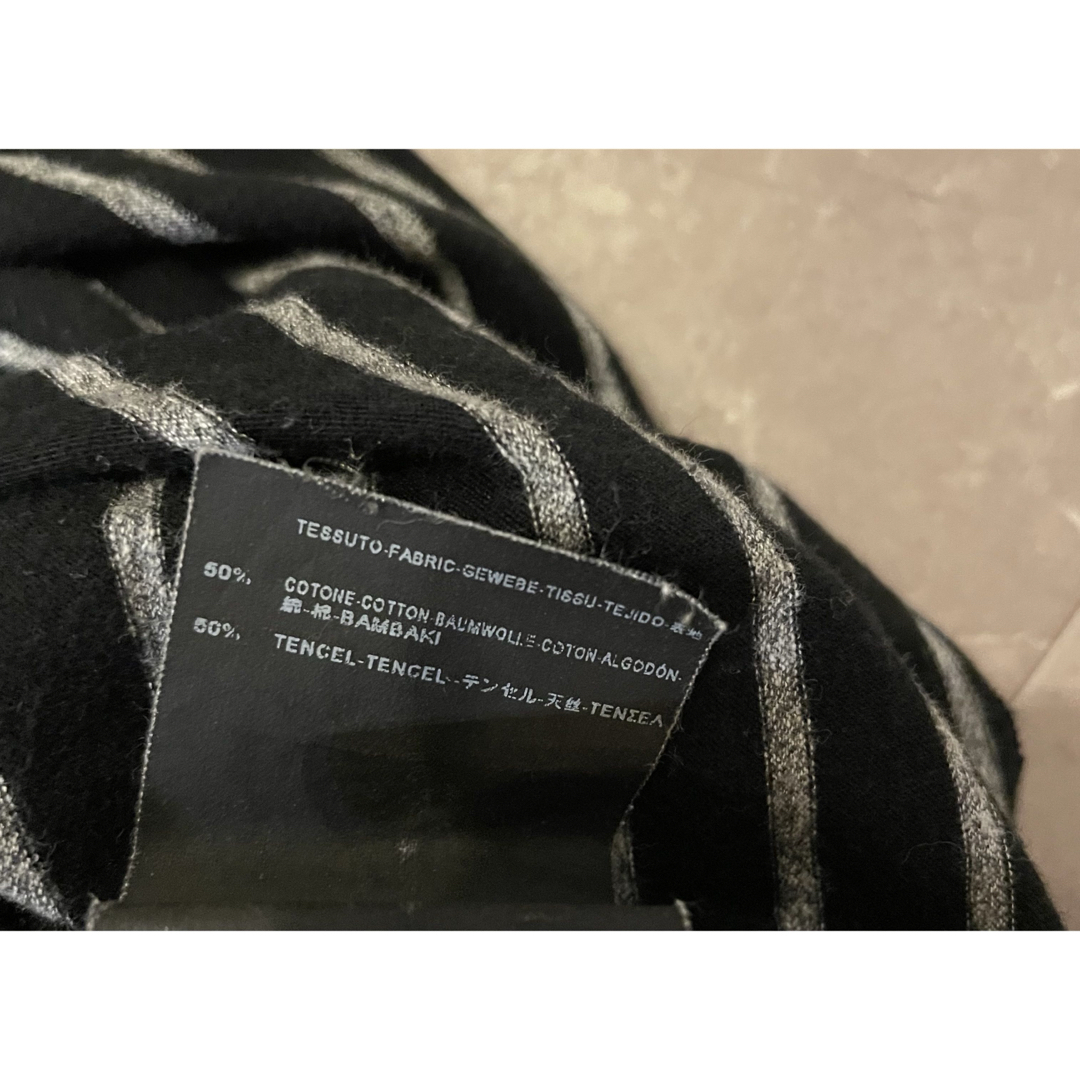 TESSUTO-FABRIC-GEWEBE-TISSU-TEJIDO-表地
50% COTONE-COTTON-BAUMWOLLE-COTON-ALGODÓN-
綿-棉-BAMBAKI
50% TENCEL-TENCEL--テンセル-天丝-ΤΕΝΣΕΛ